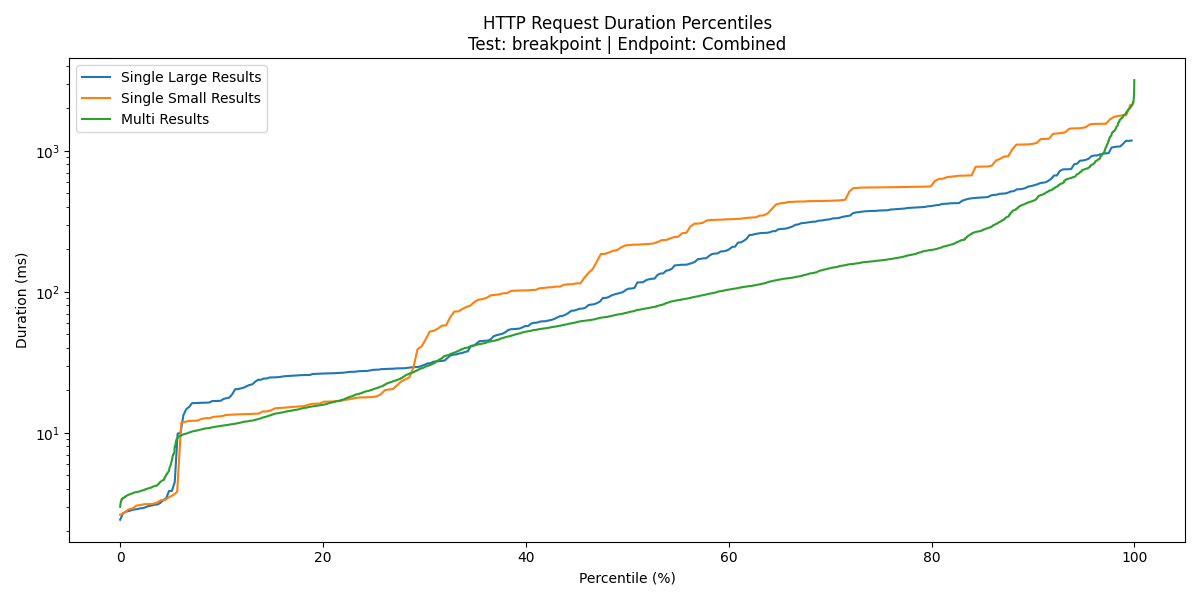 HTTP Request Duration Percentiles
Test: breakpoint | Endpoint: Combined
Single Large Results
Single Small Results
Multi Results
Duration (ms)
10³
10²
10¹
0 20 40 60 80 100
Percentile (%)